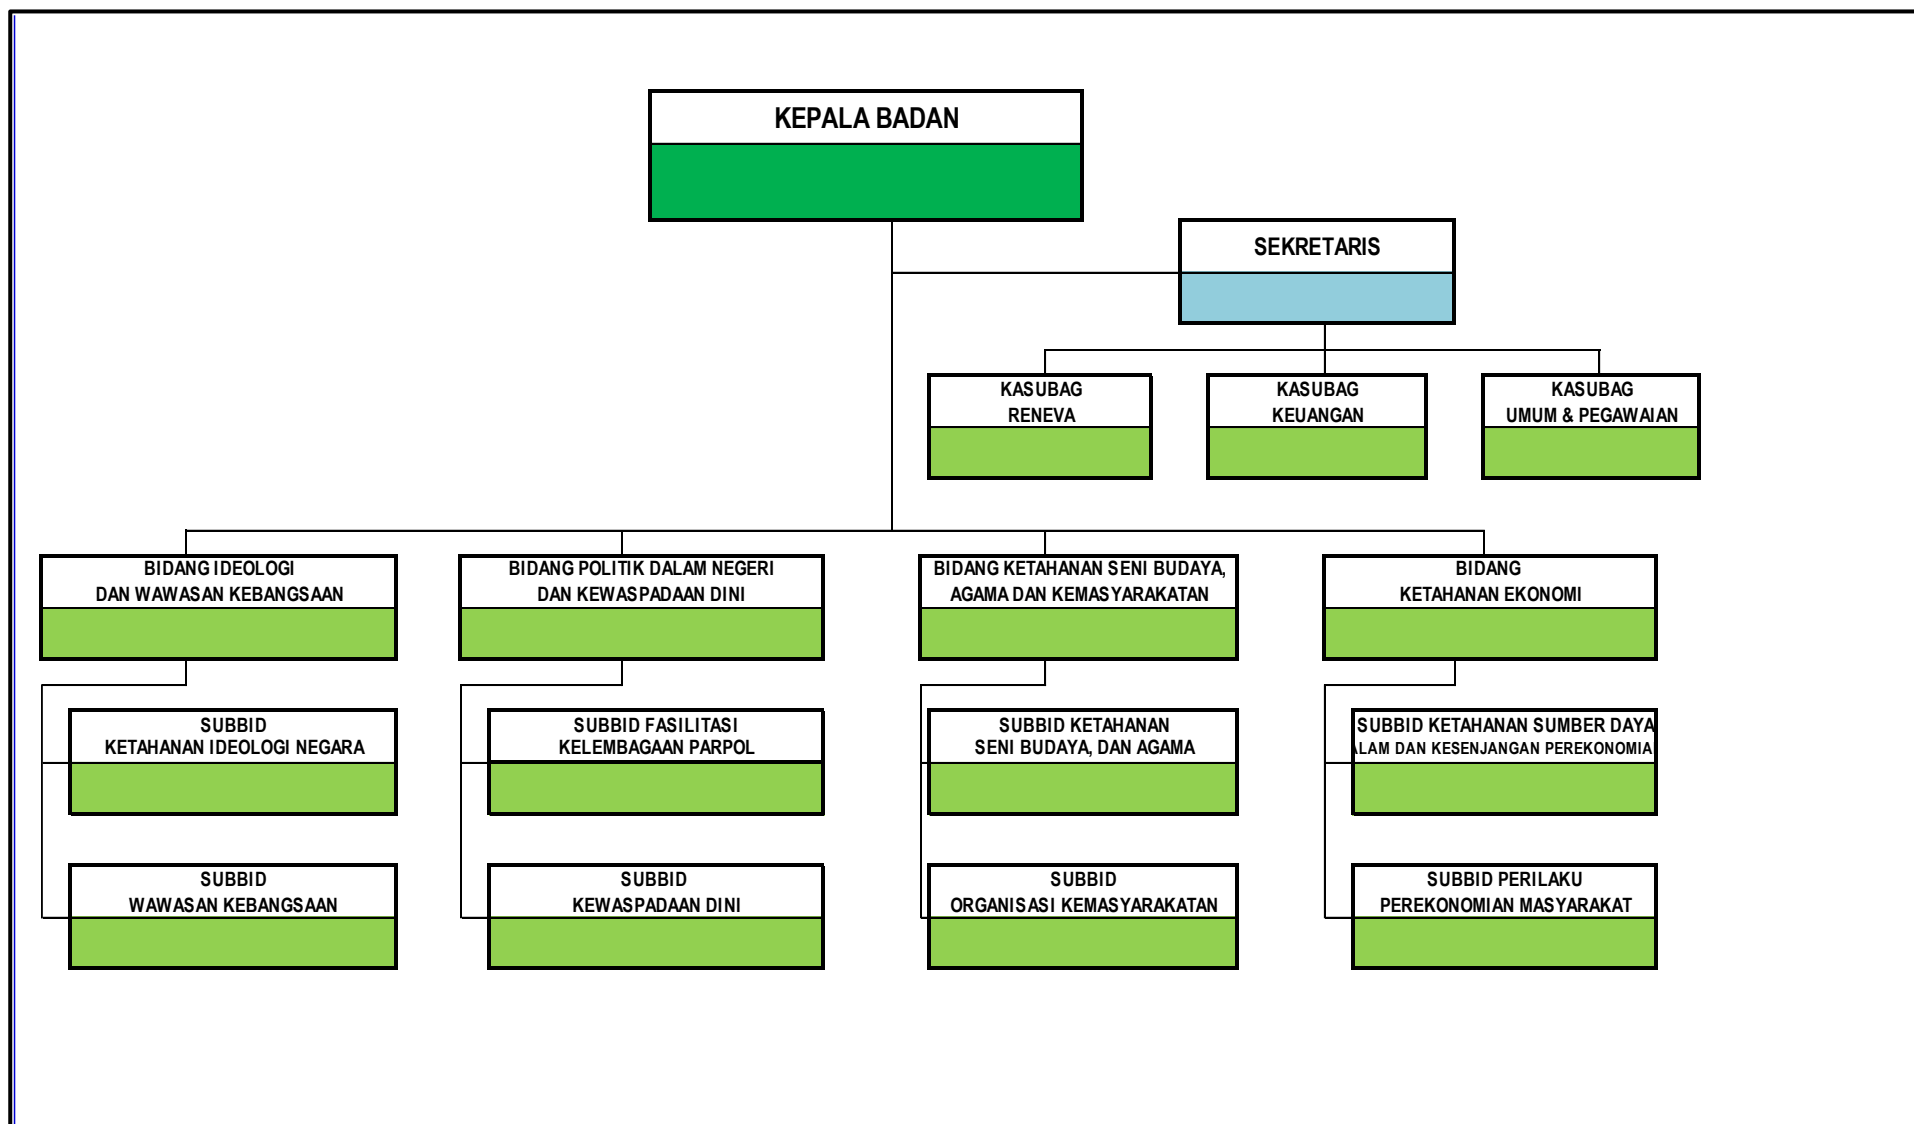 KEPALA BADAN
SEKRETARIS
KASUBAG
RENEVA
KASUBAG
KEUANGAN
KASUBAG
UMUM & PEGAWAIAN
BIDANG IDEOLOGI
DAN WAWASAN KEBANGSAAN
BIDANG POLITIK DALAM NEGERI
DAN KEWASPADAAN DINI
BIDANG KETAHANAN SENI BUDAYA,
AGAMA DAN KEMASYARAKATAN
BIDANG
KETAHANAN EKONOMI
SUBBID
KETAHANAN IDEOLOGI NEGARA
SUBBID FASILITASI
KELEMBAGAAN PARPOL
SUBBID KETAHANAN
SENI BUDAYA, DAN AGAMA
SUBBID KETAHANAN SUMBER DAYA
ALAM DAN KESENJANGAN PEREKONOMIA
SUBBID
WAWASAN KEBANGSAAN
SUBBID
KEWASPADAAN DINI
SUBBID
ORGANISASI KEMASYARAKATAN
SUBBID PERILAKU
PEREKONOMIAN MASYARAKAT